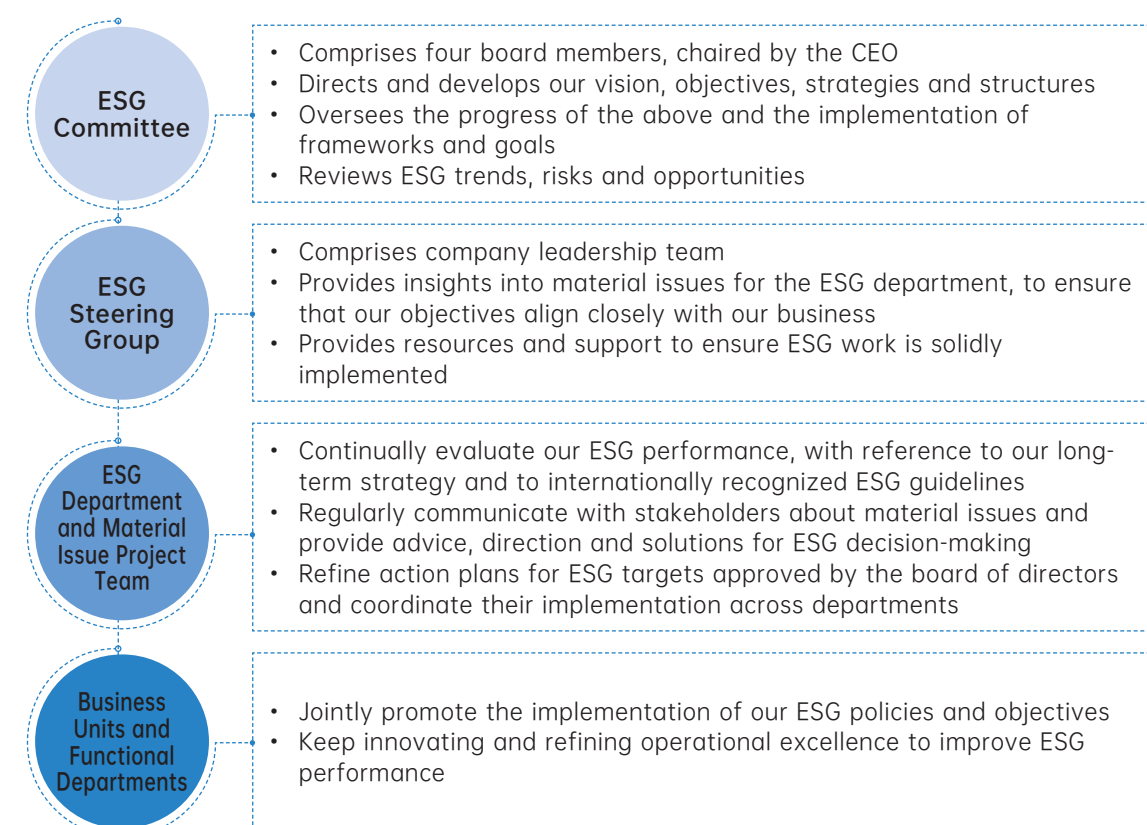 ESG
Committee
• Comprises four board members, chaired by the CEO
• Directs and develops our vision, objectives, strategies and structures
• Oversees the progress of the above and the implementation of
frameworks and goals
• Reviews ESG trends, risks and opportunities
ESG
Steering
Group
• Comprises company leadership team
• Provides insights into material issues for the ESG department, to ensure
that our objectives align closely with our business
• Provides resources and support to ensure ESG work is solidly
implemented
ESG
Department
and Material
Issue Project
Team
• Continually evaluate our ESG performance, with reference to our long-
term strategy and to internationally recognized ESG guidelines
• Regularly communicate with stakeholders about material issues and
provide advice, direction and solutions for ESG decision-making
• Refine action plans for ESG targets approved by the board of directors
and coordinate their implementation across departments
Business
Units and
Functional
Departments
• Jointly promote the implementation of our ESG policies and objectives
• Keep innovating and refining operational excellence to improve ESG
performance